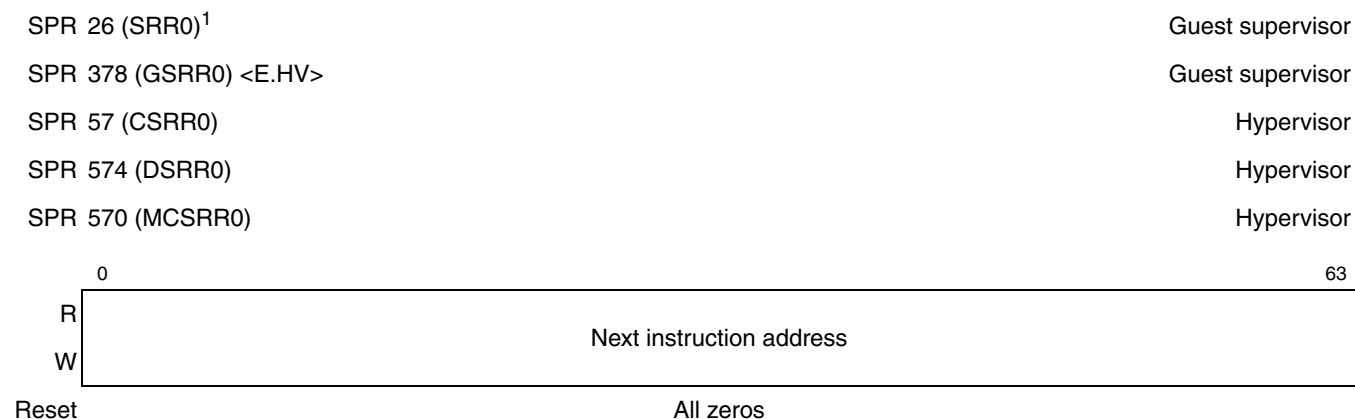 SPR 26 (SRR0)1 Guest supervisor
SPR 378 (GSRR0) <E.HV> Guest supervisor
SPR 57 (CSRR0) Hypervisor
SPR 574 (DSRR0) Hypervisor
SPR 570 (MCSRR0) Hypervisor
0 63
R
Next instruction address
W
Reset All zeros